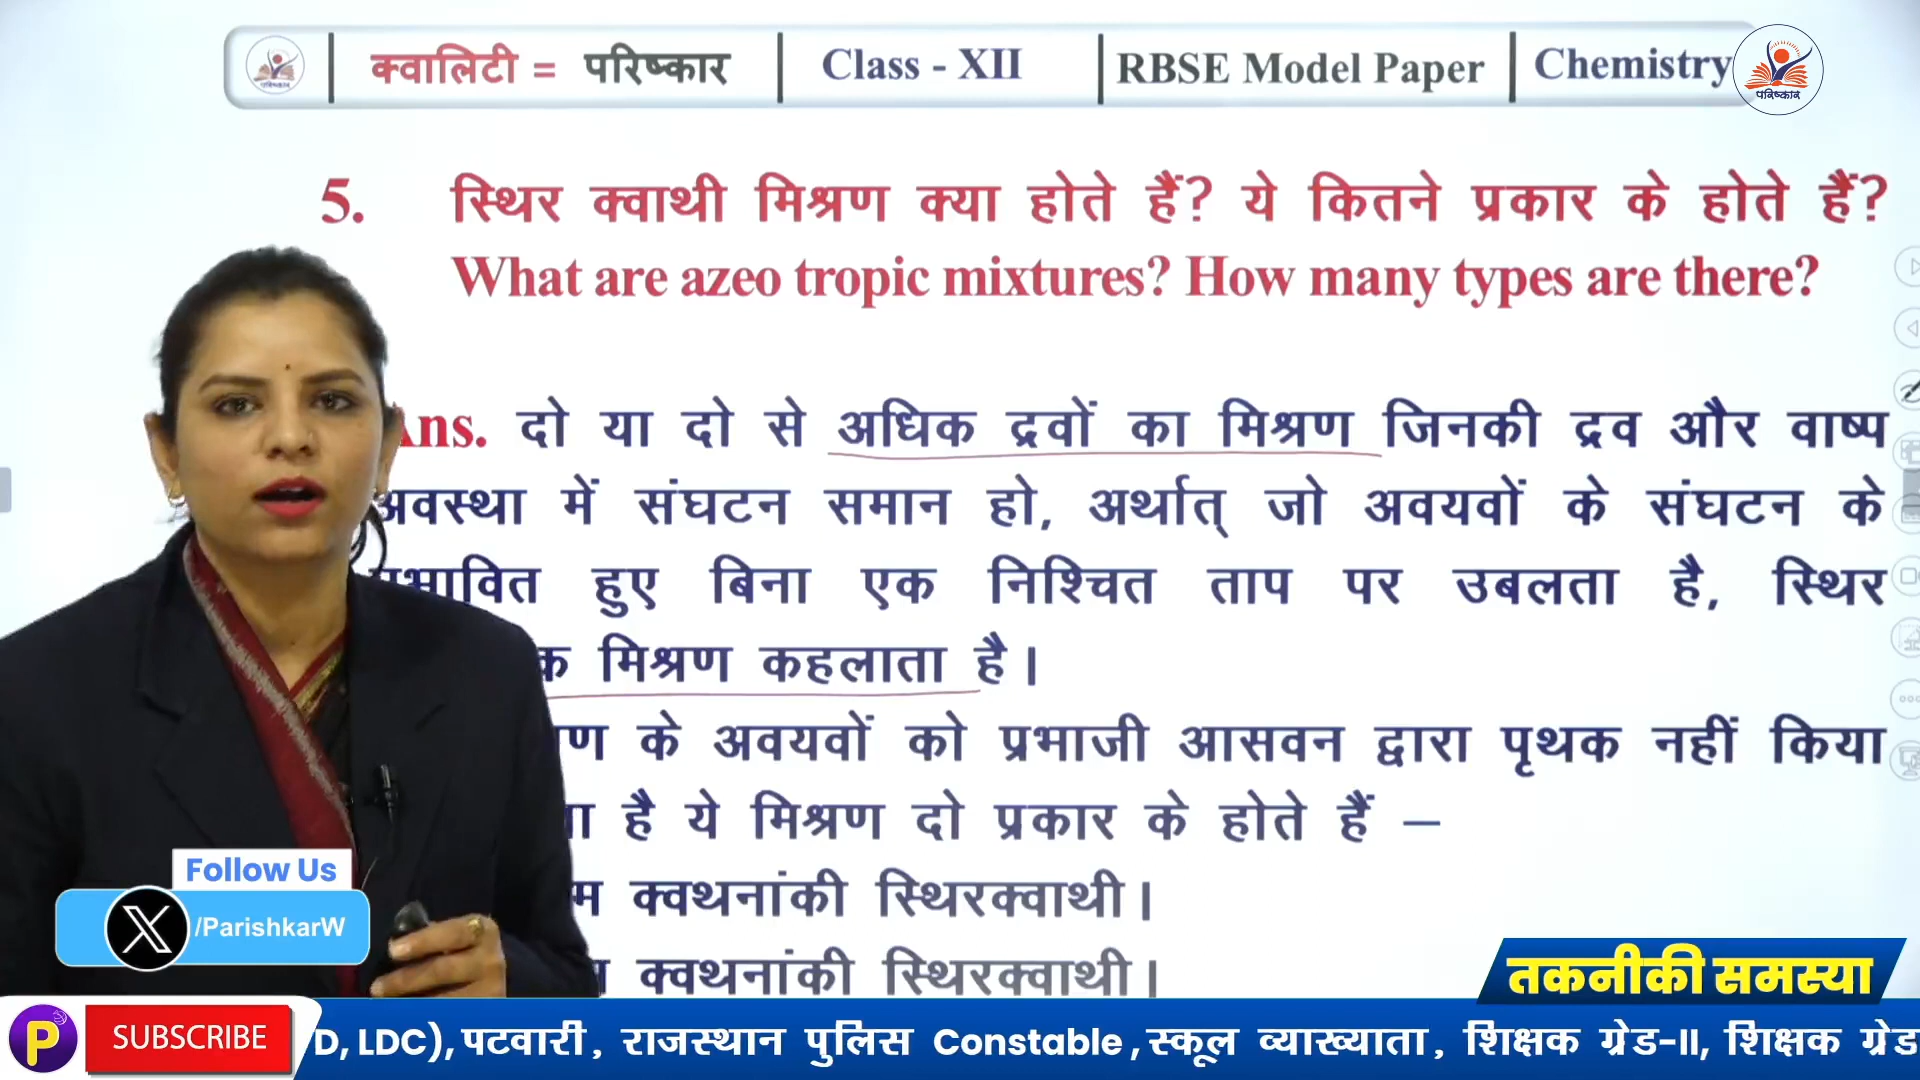 परिष्कार
क्वालिटी = परिष्कार
Class - XII
RBSE Model Paper
Chemistry
परिष्कार
5. स्थिर क्वाथी मिश्रण क्या होते हैं? ये कितने प्रकार के होते हैं?
What are azeo tropic mixtures? How many types are there?
Ans. दो या दो से अधिक द्रवों का मिश्रण जिनकी द्रव और वाष्प
अवस्था में संघटन समान हो, अर्थात् जो अवयवों के संघटन के
प्रभावित हुए बिना एक निश्चित ताप पर उबलता है, स्थिर
मिश्रण कहलाता है।
के अवयवों को प्रभाजी आसवन द्वारा पृथक नहीं किया
है ये मिश्रण दो प्रकार के होते हैं –
क्वथनांकी स्थिरक्वाथी।
क्वथनांकी स्थिरक्वाथी।
Follow Us
X /ParishkarW
तकनीकी समस्या
P SUBSCRIBE
D, LDC), पटवारी, राजस्थान पुलिस Constable, स्कूल व्याख्याता, शिक्षक ग्रेड-II, शिक्षक ग्रेड